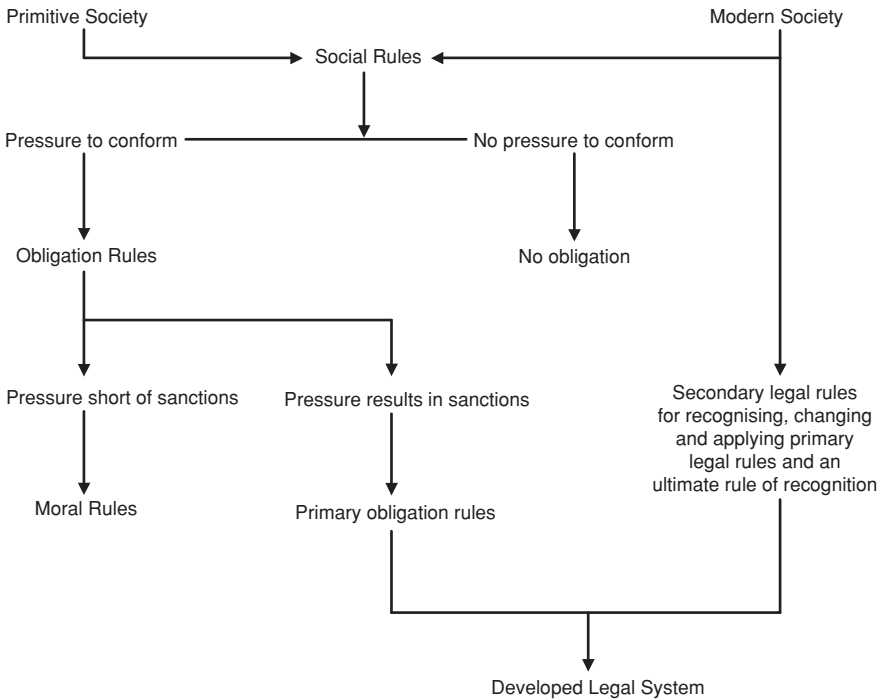 Primitive Society
Modern Society
Social Rules
Pressure to conform
No pressure to conform
Obligation Rules
No obligation
Pressure short of sanctions
Pressure results in sanctions
Secondary legal rules
for recognising, changing
and applying primary
legal rules and an
ultimate rule of recognition
Moral Rules
Primary obligation rules
Developed Legal System